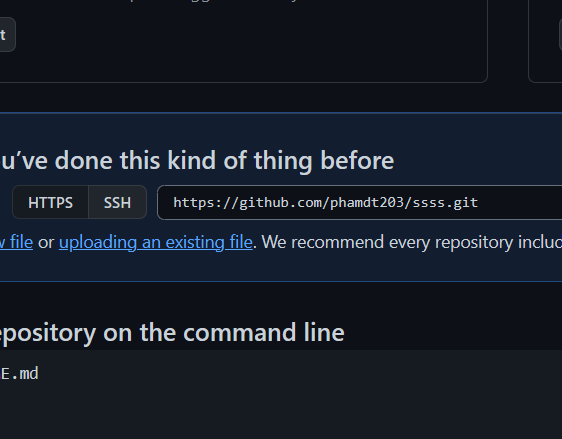 t
u’ve done this kind of thing before
HTTPS SSH https://github.com/phamdt203/ssss.git
w file or uploading an existing file. We recommend every repository inclu
epository on the command line
E.md